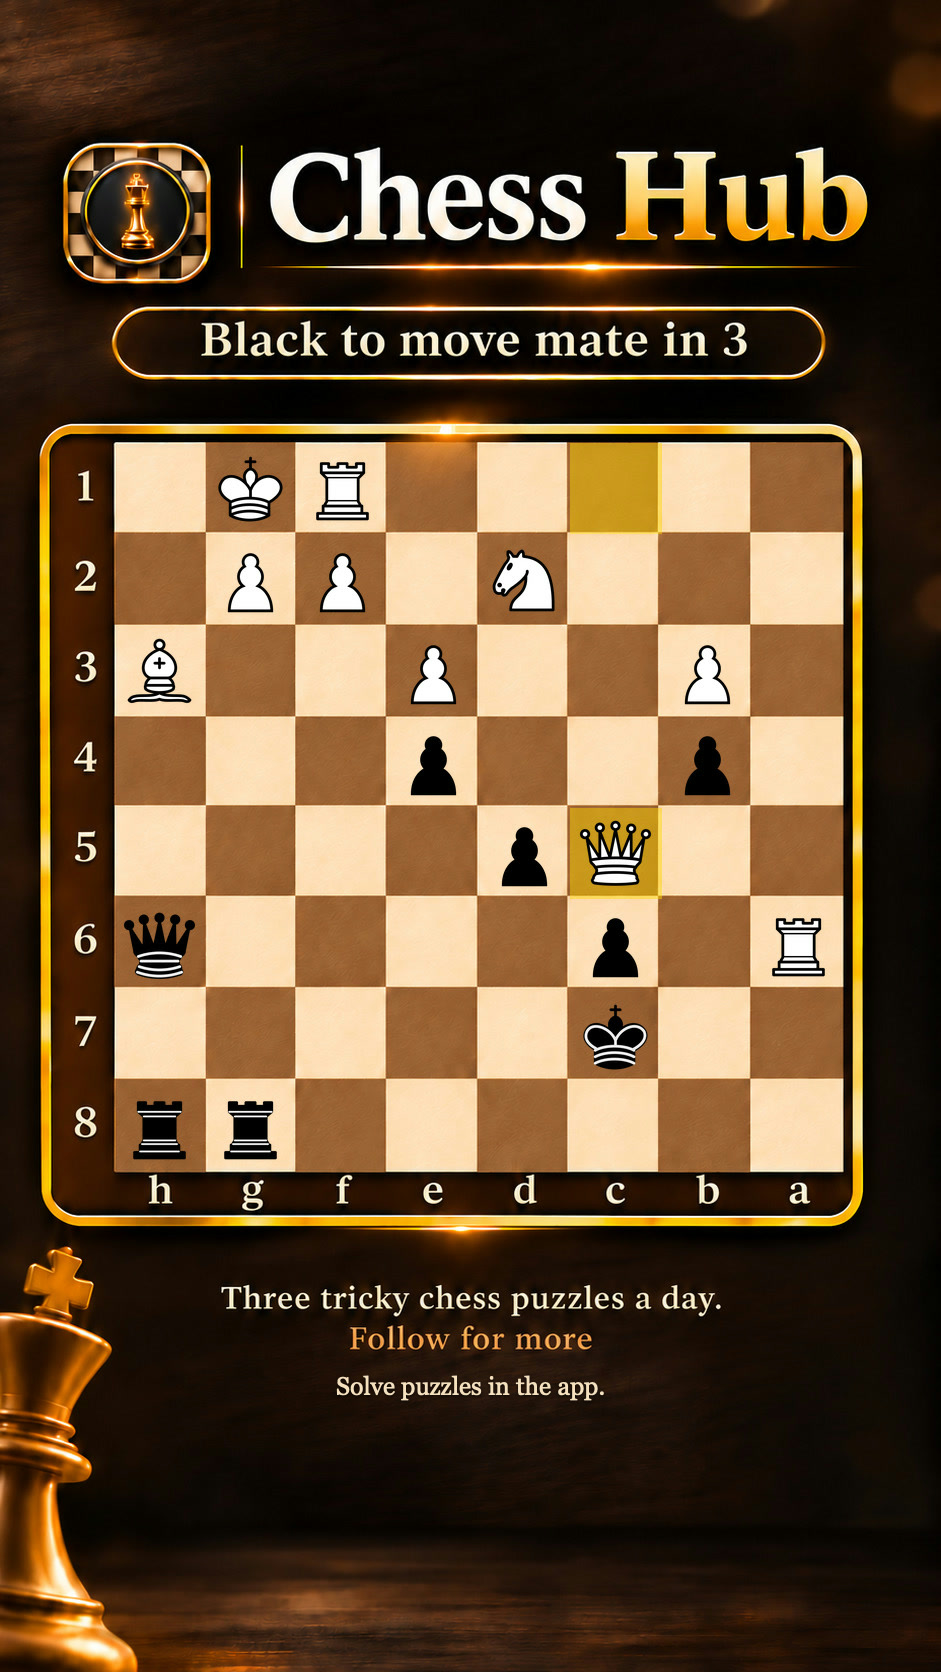 Chess Hub
Black to move mate in 3
1
2
3
4
5
6
7
8
h g f e d c b a
Three tricky chess puzzles a day.
Follow for more
Solve puzzles in the app.